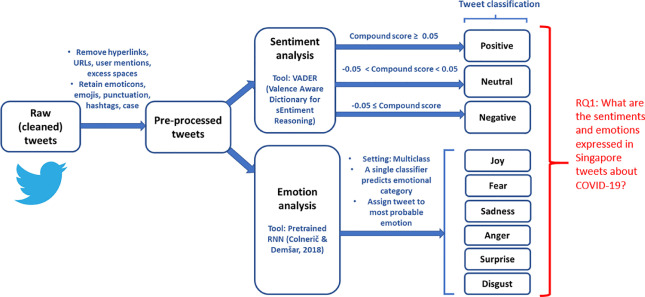 Tweet classification
• Remove hyperlinks,
URLs, user mentions,
excess spaces
• Retain emoticons,
emojis, punctuation,
hashtags, case
Raw
(cleaned)
tweets
Pre-processed
tweets
Sentiment
analysis
Tool: VADER
(Valence Aware
Dictionary for
sEntiment
Reasoning)
Compound score ≥ 0.05
-0.05 < Compound score < 0.05
-0.05 ≤ Compound score
Positive
Neutral
Negative
Emotion
analysis
Tool: Pretrained
RNN (Colnerič &
Demšar, 2018)
• Setting: Multiclass
• A single classifier
predicts emotional
category
• Assign tweet to
most probable
emotion
Joy
Fear
Sadness
Anger
Surprise
Disgust
RQ1: What are
the sentiments
and emotions
expressed in
Singapore
tweets about
COVID-19?